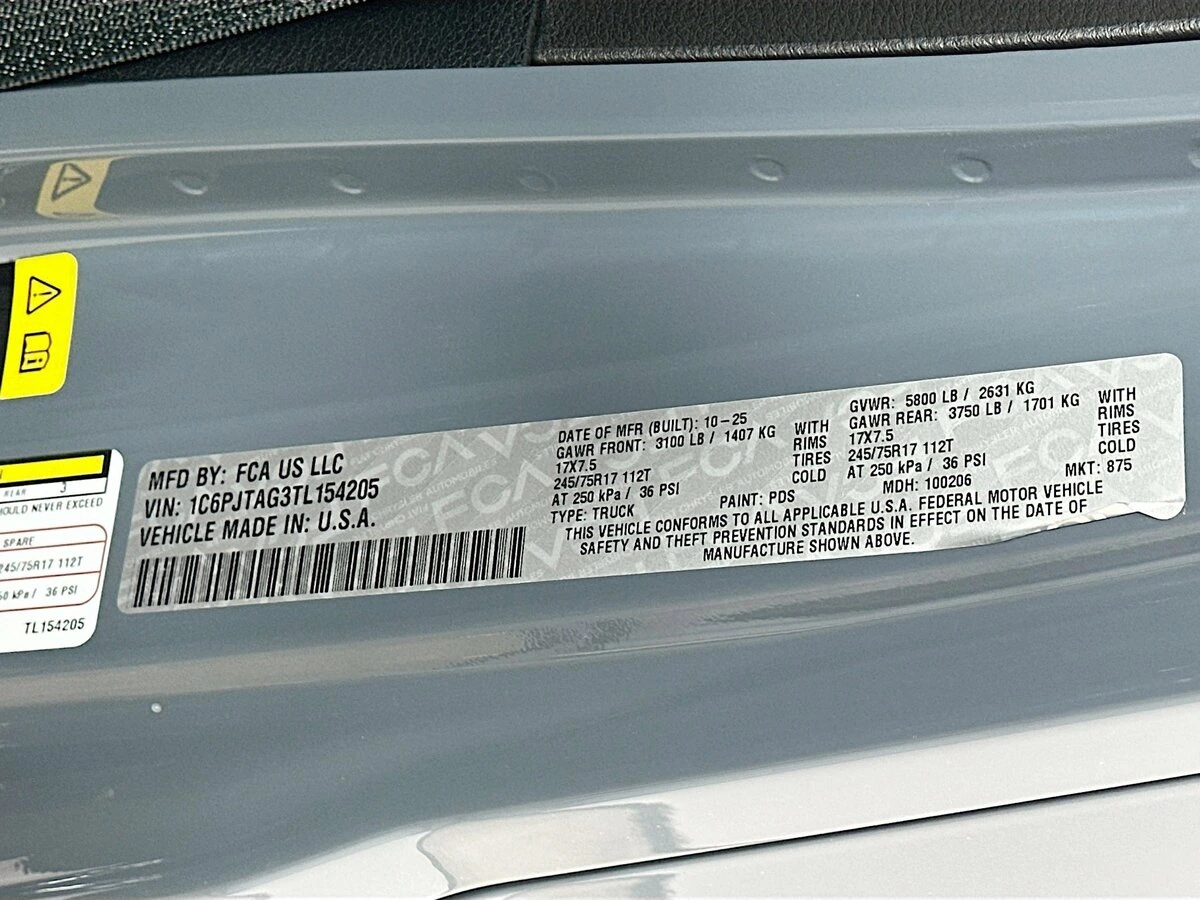 MFD BY: FCA US LLC
VIN: 1C6PJTAG3TL154205
VEHICLE MADE IN: U.S.A.
DATE OF MFR (BUILT): 10-25
GAWR FRONT: 3100 LB / 1407 KG WITH
17X7.5 RIMS
245/75R17 112T TIRES
AT 250 kPa / 36 PSI COLD
TYPE: TRUCK PAINT: PDS
GVWR: 5800 LB / 2631 KG
GAWR REAR: 3750 LB / 1701 KG WITH
17X7.5 RIMS
245/75R17 112T TIRES
AT 250 kPa / 36 PSI COLD
MDH: 100206 MKT: 875
THIS VEHICLE CONFORMS TO ALL APPLICABLE U.S.A. FEDERAL MOTOR VEHICLE
SAFETY AND THEFT PREVENTION STANDARDS IN EFFECT ON THE DATE OF
MANUFACTURE SHOWN ABOVE.
REAR 3
NEVER EXCEED
SPARE
245/75R17 112T
kPa / 36 PSI
TL154205